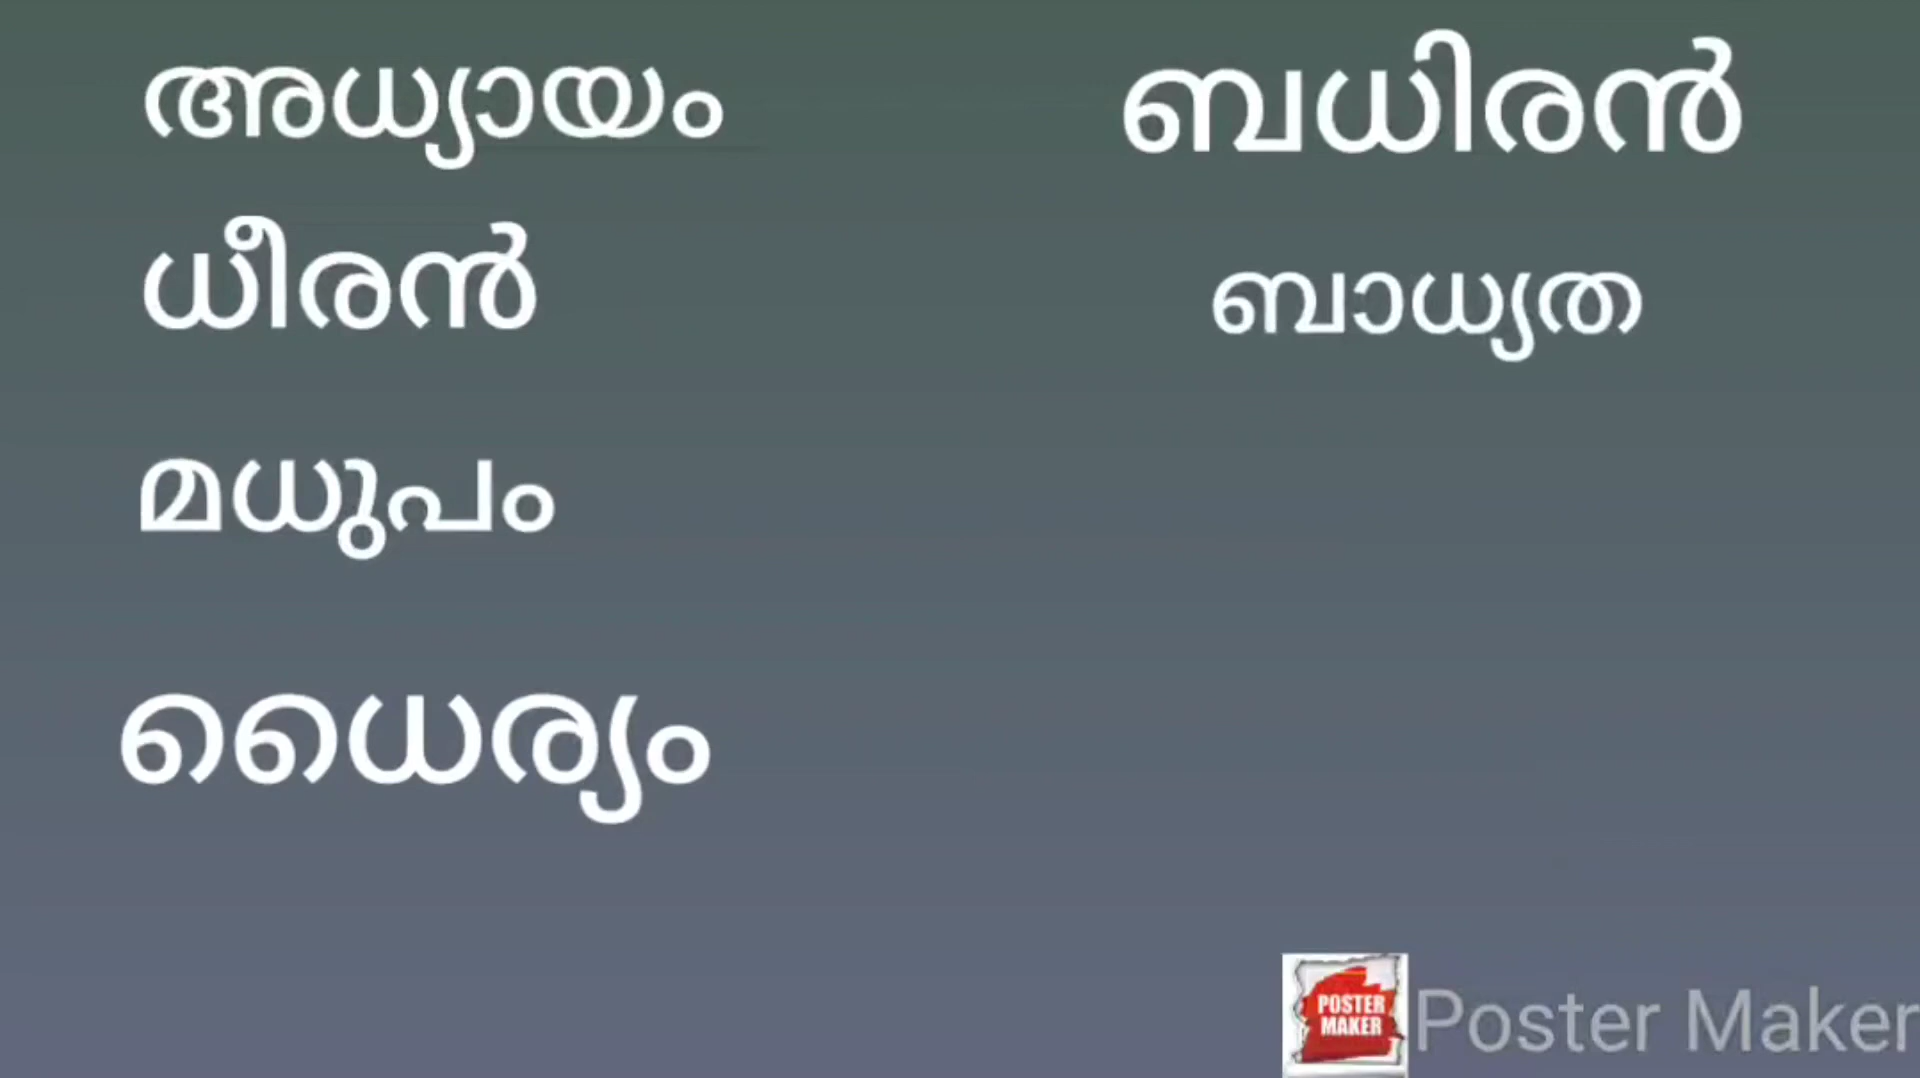 അധ്യായം
ധീരൻ
മധുപം
ധൈര്യം
ബധിരൻ
ബാധ്യത
POSTER
MAKER
Poster Maker